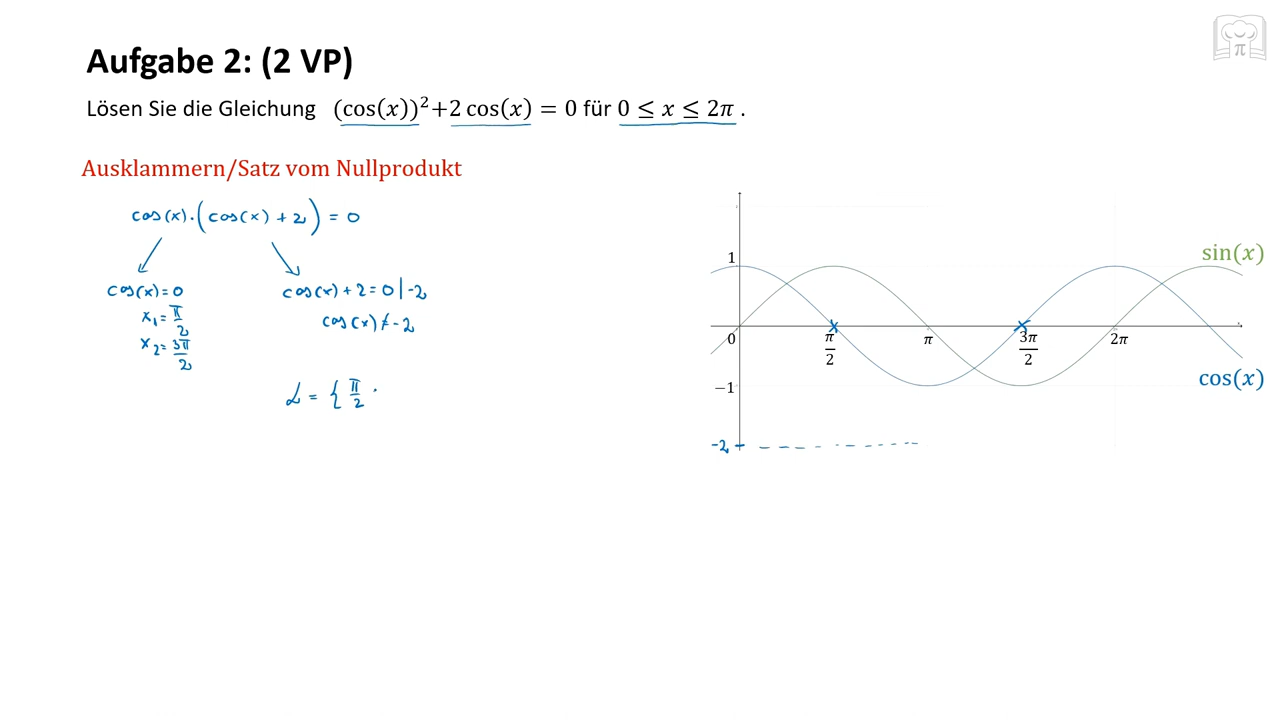 Aufgabe 2: (2 VP)
Lösen Sie die Gleichung (cos(x))²+2 cos(x) = 0 für 0 ≤ x ≤ 2π .
Ausklammern/Satz vom Nullprodukt
cos(x)·(cos(x) + 2) = 0
cos(x)=0
x₁=π/2
x₂=3π/2
cos(x) + 2 = 0 | -2
cos(x) ≠ -2
L = { π/2 ;
1
sin(x)
0
π/2
π
3π/2
2π
cos(x)
−1
-2
π